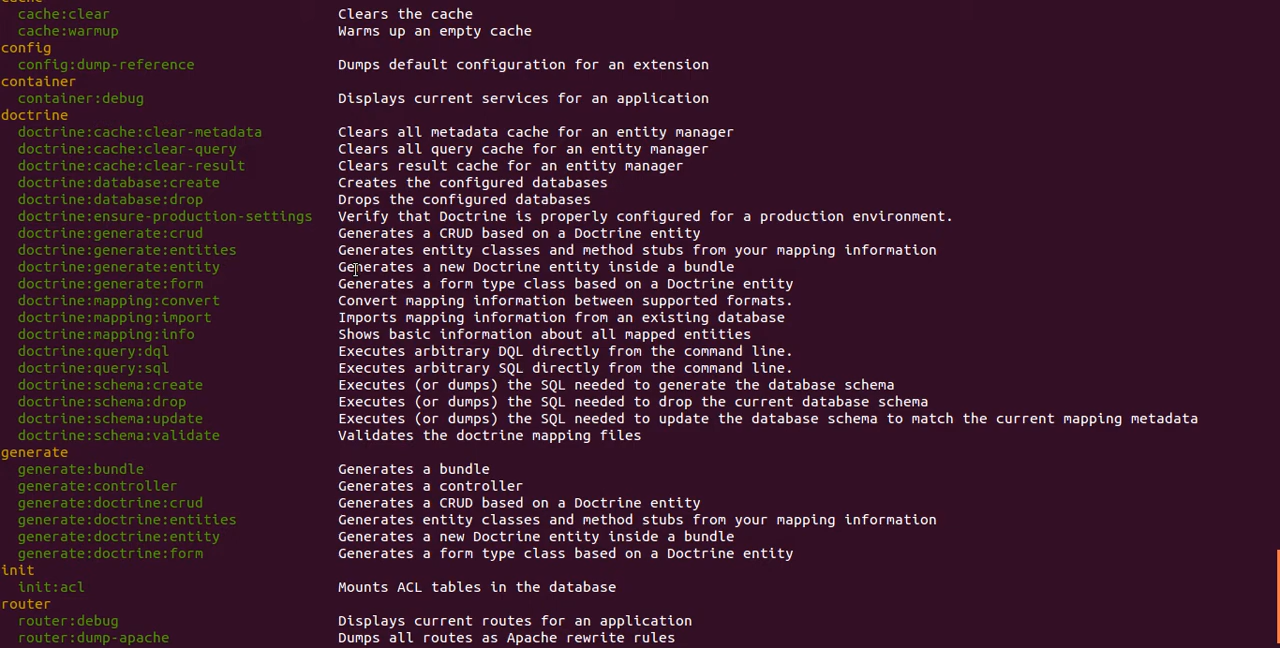 cache
  cache:clear                          Clears the cache
  cache:warmup                         Warms up an empty cache
config
  config:dump-reference                Dumps default configuration for an extension
container
  container:debug                      Displays current services for an application
doctrine
  doctrine:cache:clear-metadata        Clears all metadata cache for an entity manager
  doctrine:cache:clear-query           Clears all query cache for an entity manager
  doctrine:cache:clear-result          Clears result cache for an entity manager
  doctrine:database:create             Creates the configured databases
  doctrine:database:drop               Drops the configured databases
  doctrine:ensure-production-settings  Verify that Doctrine is properly configured for a production environment.
  doctrine:generate:crud               Generates a CRUD based on a Doctrine entity
  doctrine:generate:entities           Generates entity classes and method stubs from your mapping information
  doctrine:generate:entity             Generates a new Doctrine entity inside a bundle
  doctrine:generate:form               Generates a form type class based on a Doctrine entity
  doctrine:mapping:convert             Convert mapping information between supported formats.
  doctrine:mapping:import              Imports mapping information from an existing database
  doctrine:mapping:info                Shows basic information about all mapped entities
  doctrine:query:dql                   Executes arbitrary DQL directly from the command line.
  doctrine:query:sql                   Executes arbitrary SQL directly from the command line.
  doctrine:schema:create               Executes (or dumps) the SQL needed to generate the database schema
  doctrine:schema:drop                 Executes (or dumps) the SQL needed to drop the current database schema
  doctrine:schema:update               Executes (or dumps) the SQL needed to update the database schema to match the current mapping metadata
  doctrine:schema:validate             Validates the doctrine mapping files
generate
  generate:bundle                      Generates a bundle
  generate:controller                  Generates a controller
  generate:doctrine:crud               Generates a CRUD based on a Doctrine entity
  generate:doctrine:entities           Generates entity classes and method stubs from your mapping information
  generate:doctrine:entity             Generates a new Doctrine entity inside a bundle
  generate:doctrine:form               Generates a form type class based on a Doctrine entity
init
  init:acl                             Mounts ACL tables in the database
router
  router:debug                         Displays current routes for an application
  router:dump-apache                   Dumps all routes as Apache rewrite rules